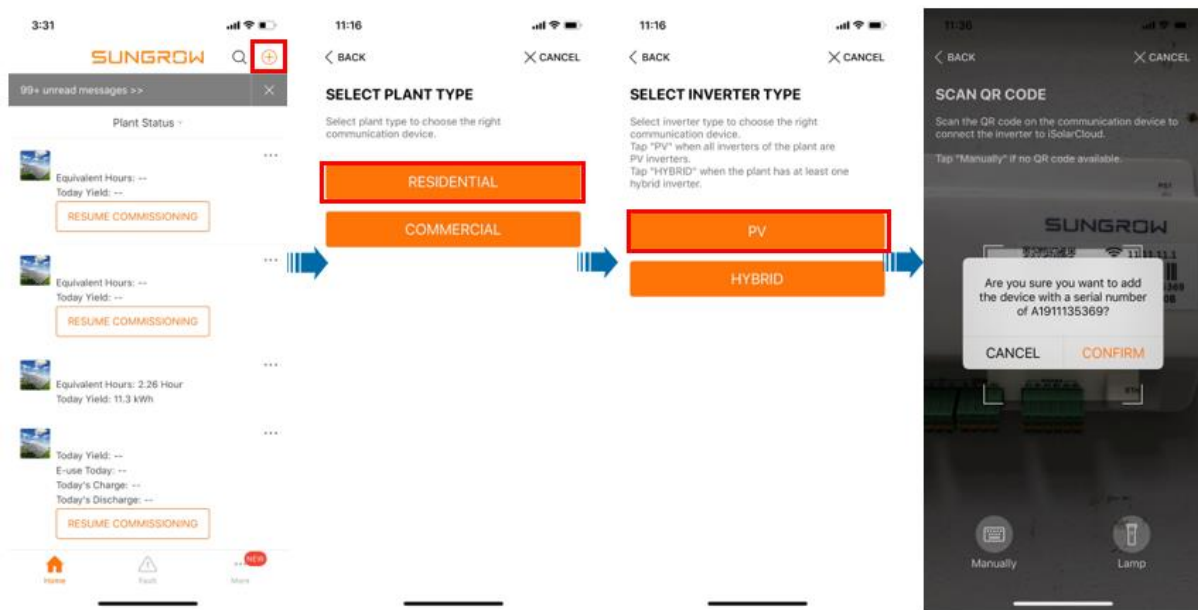 3:31
SUNGROW
99+ unread messages >>
Plant Status
Equivalent Hours: --
Today Yield: --
RESUME COMMISSIONING
Equivalent Hours: --
Today Yield: --
RESUME COMMISSIONING
Equivalent Hours: 2.26 Hour
Today Yield: 11.3 kWh
Today Yield: --
E-use Today: --
Today's Charge: --
Today's Discharge: --
RESUME COMMISSIONING
NEW
Home
Fault
More
11:16
< BACK
× CANCEL
SELECT PLANT TYPE
Select plant type to choose the right
communication device.
RESIDENTIAL
COMMERCIAL
11:16
< BACK
× CANCEL
SELECT INVERTER TYPE
Select inverter type to choose the right
communication device.
Tap "PV" when all inverters of the plant are
PV inverters.
Tap "HYBRID" when the plant has at least one
hybrid inverter.
PV
HYBRID
11:36
< BACK
× CANCEL
SCAN QR CODE
Scan the QR code on the communication device to
connect the inverter to iSolarCloud.
Tap "Manually" if no QR code available.
SUNGROW
Are you sure you want to add
the device with a serial number
of A1911135369?
CANCEL
CONFIRM
Manually
Lamp